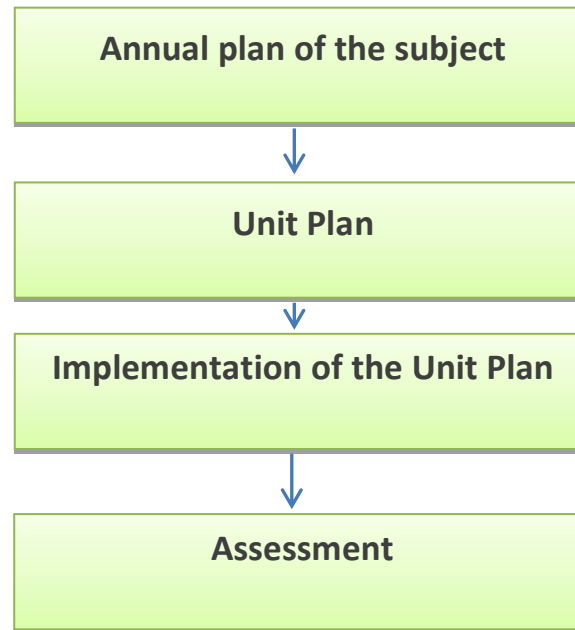 Annual plan of the subject
Unit Plan
Implementation of the Unit Plan
Assessment